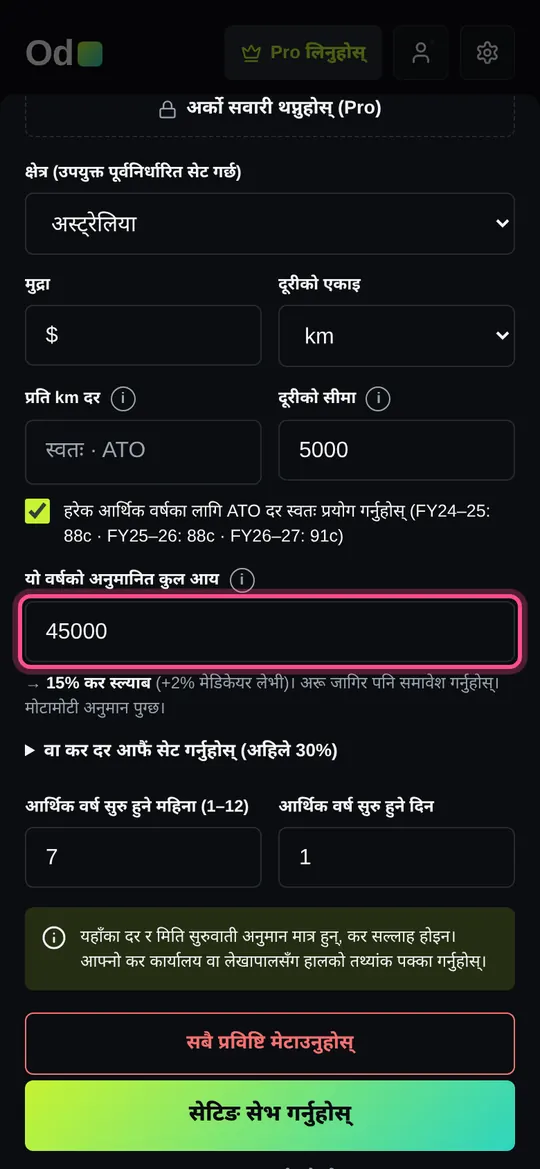 Od
Pro लिनुहोस्
अर्को सवारी थप्नुहोस् (Pro)
क्षेत्र (उपयुक्त पूर्वनिर्धारित सेट गर्छ)
अस्ट्रेलिया
मुद्रा
दूरीको एकाइ
$
km
प्रति km दर
दूरीको सीमा
स्वतः · ATO
5000
हरेक आर्थिक वर्षका लागि ATO दर स्वतः प्रयोग गर्नुहोस् (FY24–25:
88c · FY25–26: 88c · FY26–27: 91c)
यो वर्षको अनुमानित कुल आय
45000
→ 15% कर स्ल्याब (+2% मेडिकेयर लेभी)। अरू जागिर पनि समावेश गर्नुहोस्।
मोटामोटी अनुमान पुग्छ।
वा कर दर आफैं सेट गर्नुहोस् (अहिले 30%)
आर्थिक वर्ष सुरु हुने महिना (1–12)
आर्थिक वर्ष सुरु हुने दिन
7
1
यहाँका दर र मिति सुरुवाती अनुमान मात्र हुन्, कर सल्लाह होइन।
आफ्नो कर कार्यालय वा लेखापालसँग हालको तथ्यांक पक्का गर्नुहोस्।
सबै प्रविष्टि मेटाउनुहोस्
सेटिङ सेभ गर्नुहोस्